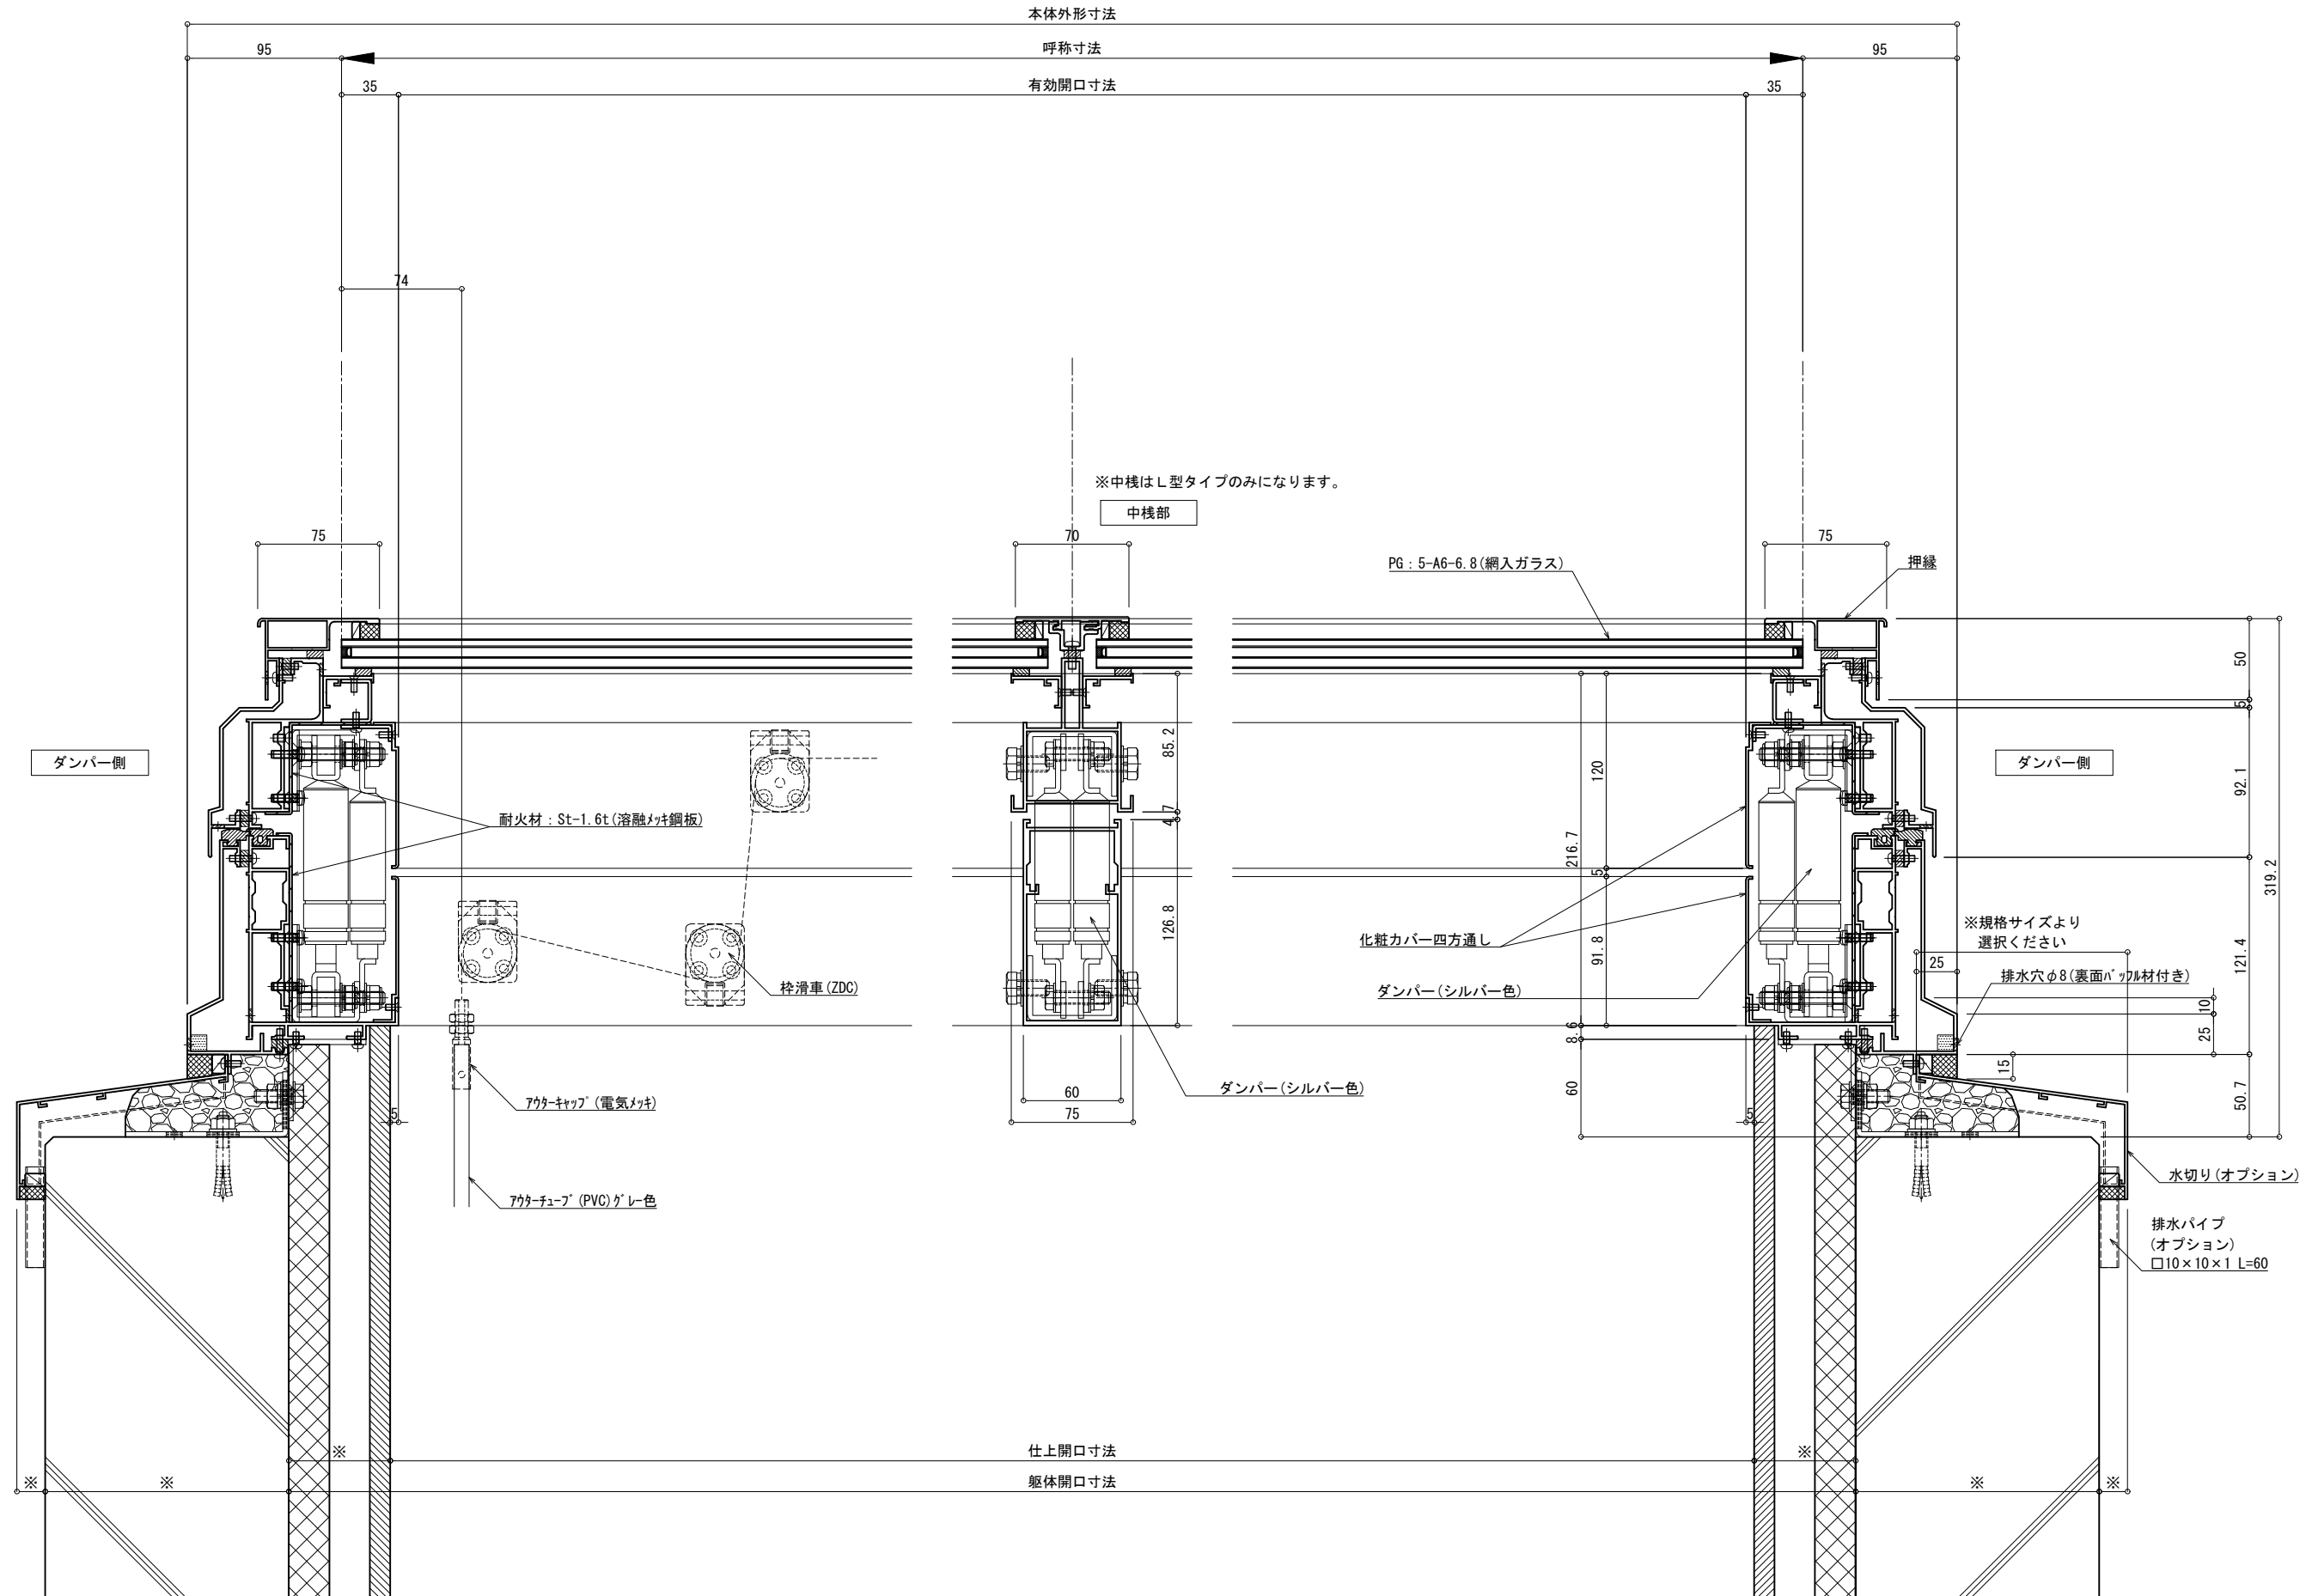 本体外形寸法
95
呼称寸法
95
35
有効開口寸法
35
74
※中桟はL型タイプのみになります。
中桟部
75
70
75
PG：5-A6-6.8(網入ガラス)
押縁
50
5
ダンパー側
85.2
120
92.1
ダンパー側
耐火材：St-1.6t(溶融ﾒｯｷ鋼板)
4.7
216.7
5
319.2
126.8
91.8
121.4
※規格サイズより
選択ください
化粧カバー四方通し
25
排水穴φ8(裏面ﾊﾞｯﾌﾙ材付き)
枠滑車(ZDC)
ダンパー(シルバー色)
10
25
8.6
15
60
ダンパー(シルバー色)
60
50.7
ｱｳﾀｰｷｬｯﾌﾟ(電気ﾒｯｷ)
5
75
5
水切り(オプション)
ｱｳﾀｰﾁｭｰﾌﾞ(PVC)ｸﾞﾚｰ色
排水パイプ
(オプション)
□10×10×1 L=60
※
仕上開口寸法
※
※
※
躯体開口寸法
※
※